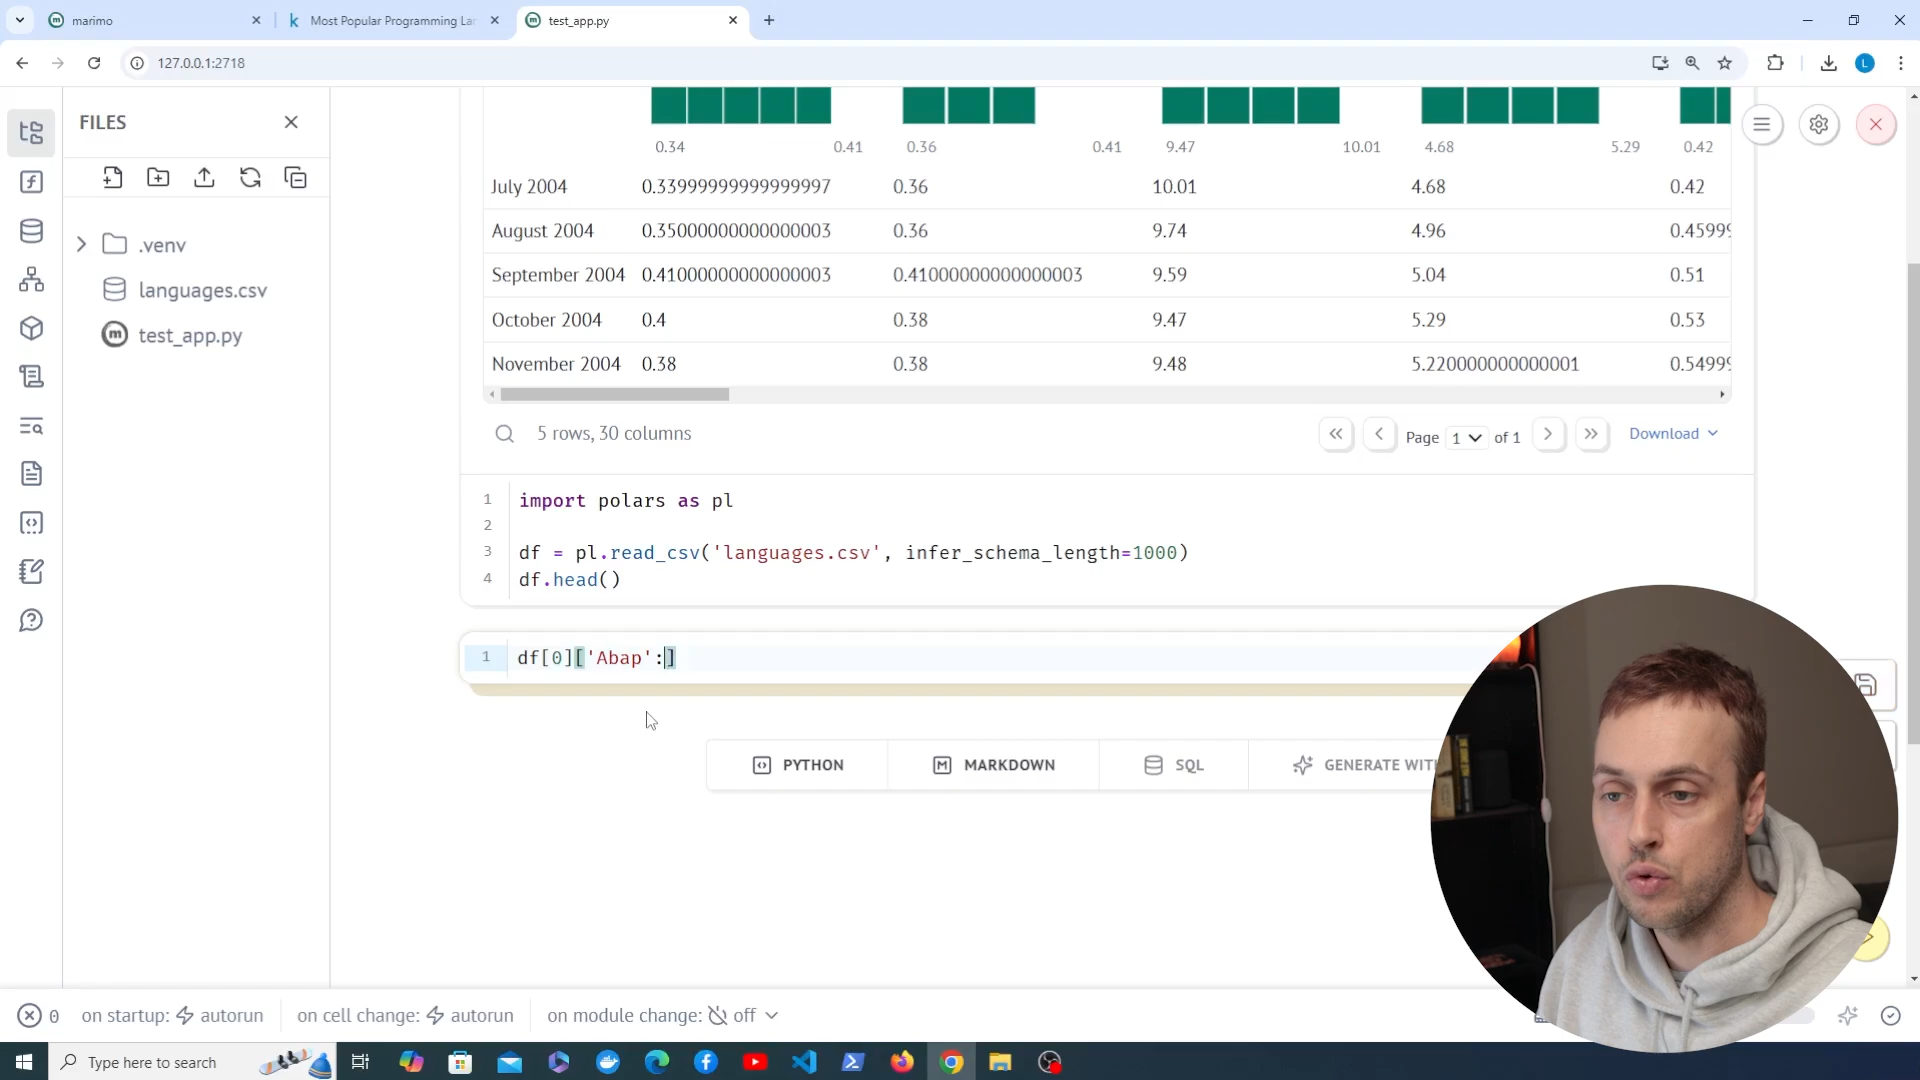 marimo
Most Popular Programming Lan
test_app.py
127.0.0.1:2718
L
FILES
.venv
languages.csv
test_app.py
0.34 0.41 0.36 0.41 9.47 10.01 4.68 5.29 0.42
July 2004 0.33999999999999997 0.36 10.01 4.68 0.42
August 2004 0.35000000000000003 0.36 9.74 4.96 0.45999
September 2004 0.41000000000000003 0.41000000000000003 9.59 5.04 0.51
October 2004 0.4 0.38 9.47 5.29 0.53
November 2004 0.38 0.38 9.48 5.220000000000001 0.54999
5 rows, 30 columns
Page 1 of 1
Download
1 import polars as pl
2
3 df = pl.read_csv('languages.csv', infer_schema_length=1000)
4 df.head()
1 df[0]['Abap':]
PYTHON
MARKDOWN
SQL
GENERATE WITH
0
on startup: autorun
on cell change: autorun
on module change: off
Type here to search